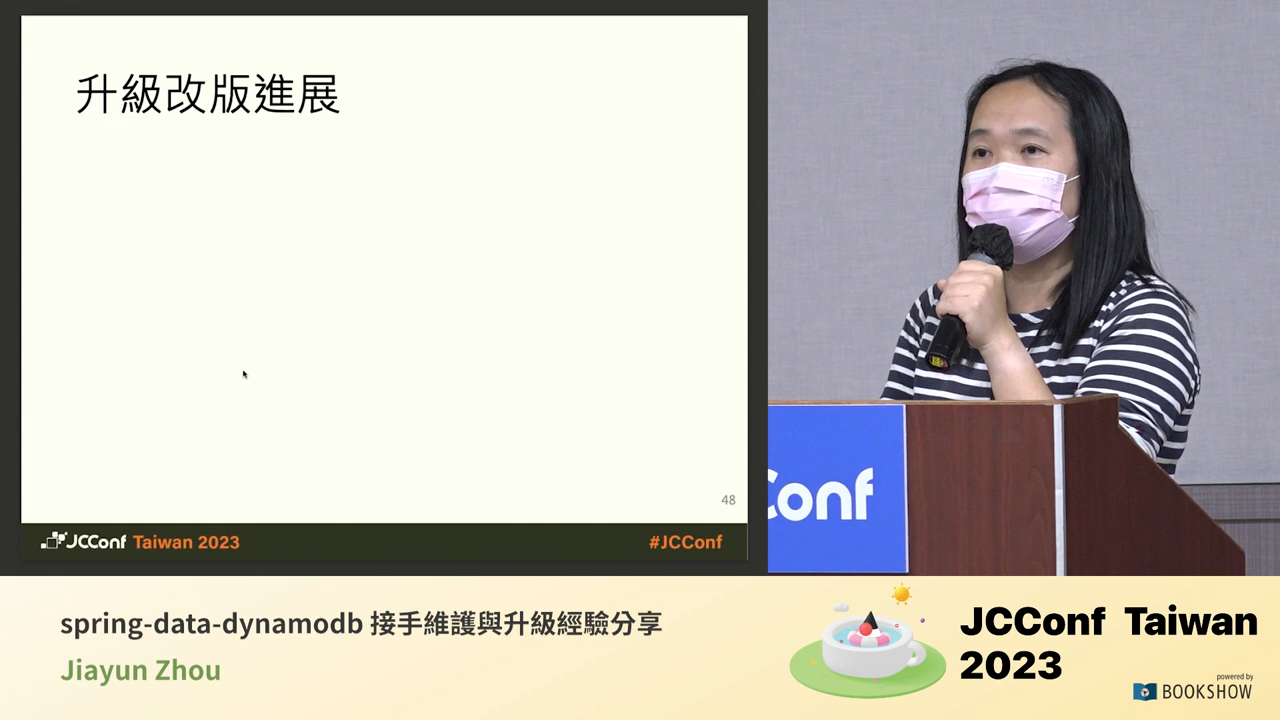 升級改版進展
48
JCConf Taiwan 2023
#JCConf
Conf
spring-data-dynamodb 接手維護與升級經驗分享
Jiayun Zhou
JCConf Taiwan
2023
powered by
BOOKSHOW